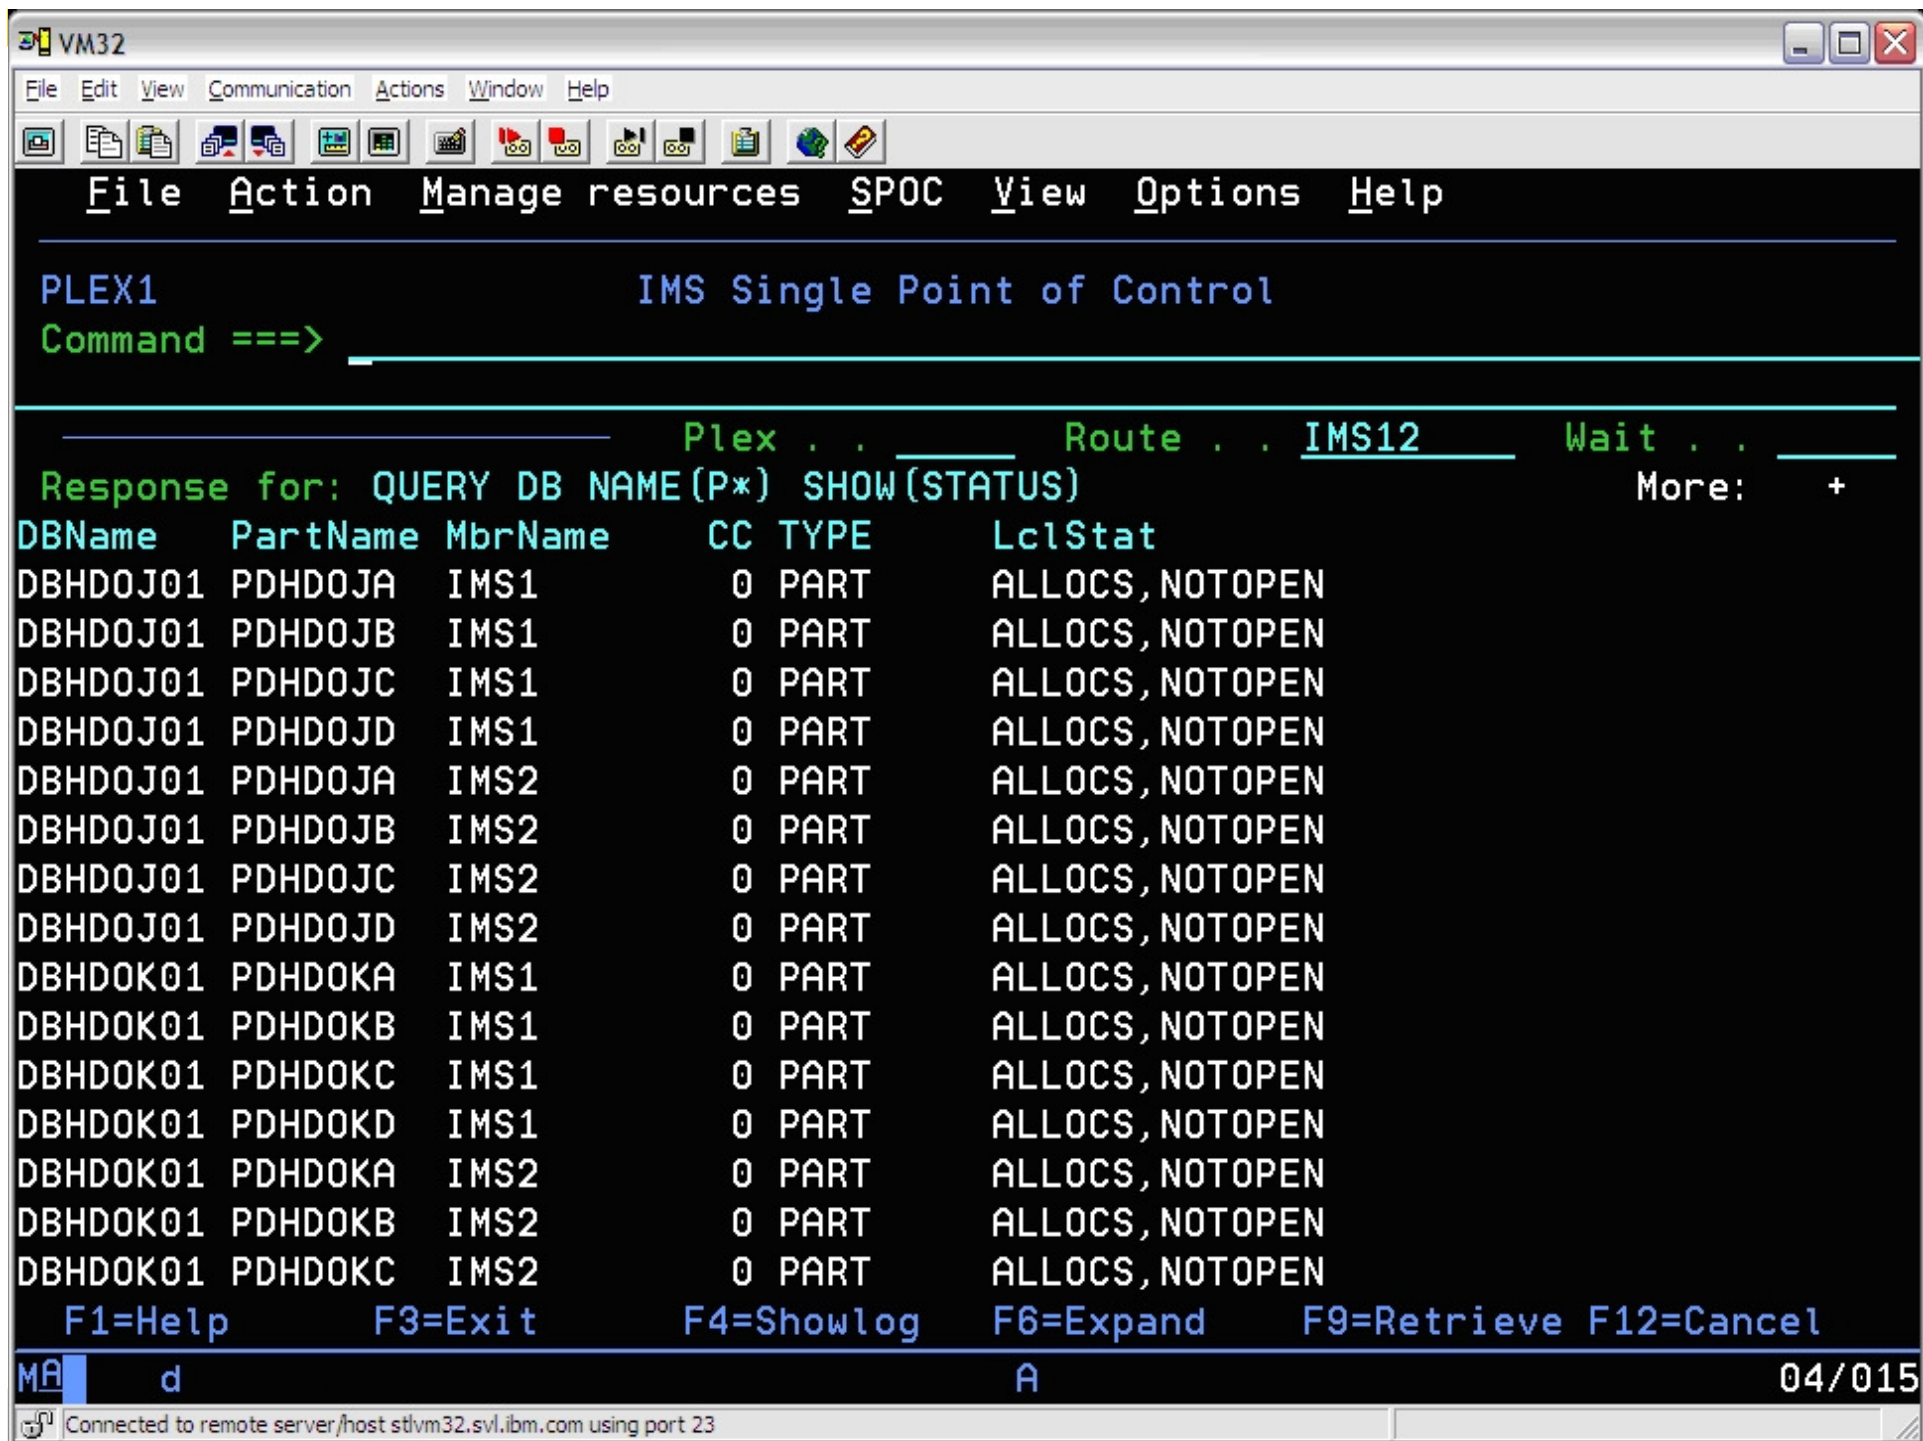 VM32
File Edit View Communication Actions Window Help
File Action Manage resources SPOC View Options Help
PLEX1 IMS Single Point of Control
Command ===>
Plex . . Route . . IMS12 Wait . .
Response for: QUERY DB NAME(P*) SHOW(STATUS) More: +
DBName PartName MbrName CC TYPE LclStat
DBHDOJ01 PDHDOJA IMS1 0 PART ALLOCS,NOTOPEN
DBHDOJ01 PDHDOJB IMS1 0 PART ALLOCS,NOTOPEN
DBHDOJ01 PDHDOJC IMS1 0 PART ALLOCS,NOTOPEN
DBHDOJ01 PDHDOJD IMS1 0 PART ALLOCS,NOTOPEN
DBHDOJ01 PDHDOJA IMS2 0 PART ALLOCS,NOTOPEN
DBHDOJ01 PDHDOJB IMS2 0 PART ALLOCS,NOTOPEN
DBHDOJ01 PDHDOJC IMS2 0 PART ALLOCS,NOTOPEN
DBHDOJ01 PDHDOJD IMS2 0 PART ALLOCS,NOTOPEN
DBHDOK01 PDHDOKA IMS1 0 PART ALLOCS,NOTOPEN
DBHDOK01 PDHDOKB IMS1 0 PART ALLOCS,NOTOPEN
DBHDOK01 PDHDOKC IMS1 0 PART ALLOCS,NOTOPEN
DBHDOK01 PDHDOKD IMS1 0 PART ALLOCS,NOTOPEN
DBHDOK01 PDHDOKA IMS2 0 PART ALLOCS,NOTOPEN
DBHDOK01 PDHDOKB IMS2 0 PART ALLOCS,NOTOPEN
DBHDOK01 PDHDOKC IMS2 0 PART ALLOCS,NOTOPEN
F1=Help F3=Exit F4=Showlog F6=Expand F9=Retrieve F12=Cancel
MA d A 04/015
Connected to remote server/host stlvm32.svl.ibm.com using port 23